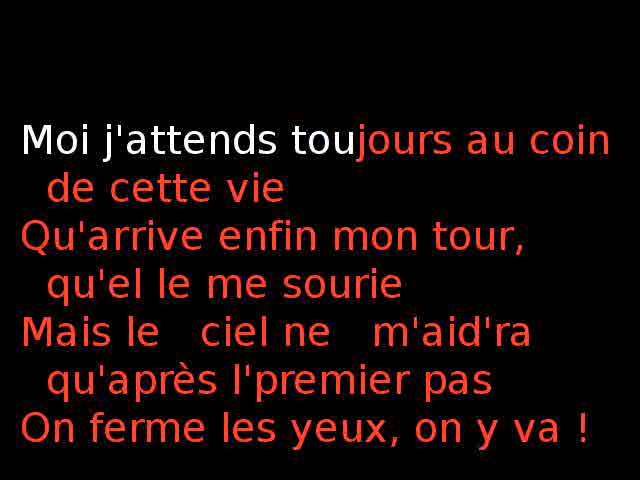 Moi j'attends toujours au coin
de cette vie
Qu'arrive enfin mon tour,
qu'el le me sourie
Mais le ciel ne m'aid'ra
qu'après l'premier pas
On ferme les yeux, on y va !